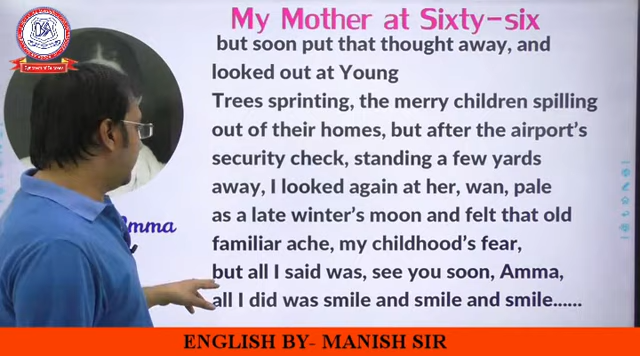 My Mother at Sixty-six
but soon put that thought away, and
looked out at Young
Trees sprinting, the merry children spilling
out of their homes, but after the airport's
security check, standing a few yards
away, I looked again at her, wan, pale
as a late winter's moon and felt that old
familiar ache, my childhood's fear,
but all I said was, see you soon, Amma,
all I did was smile and smile and smile......
ENGLISH BY- MANISH SIR